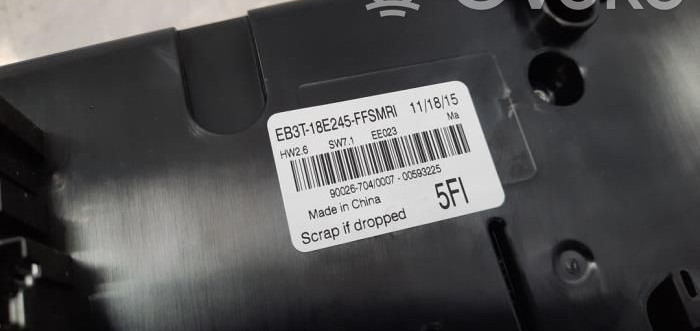 EB3T-18E245-FFSMRI 11/18/15
HW2.6 SW7.1 EE023 Ma
90026-704/0007 - 00593225
Made in China 5FI
Scrap if dropped